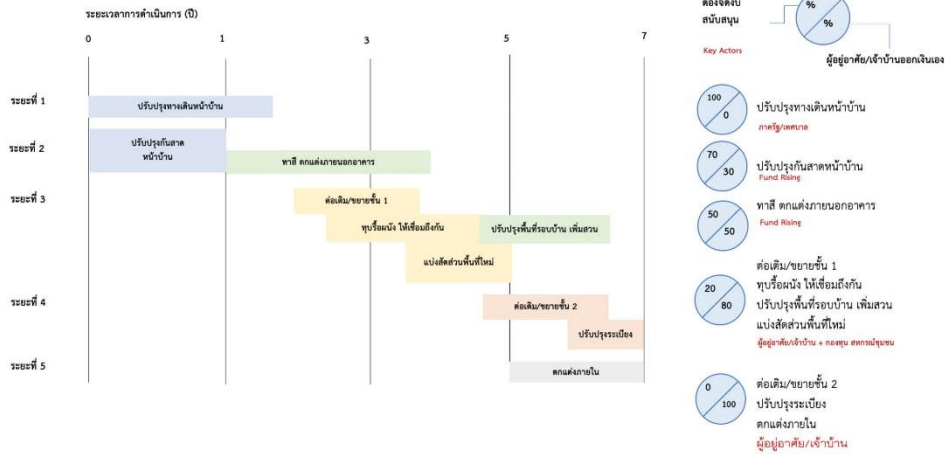 ระยะเวลาการดำเนินการ (ปี)
0 1 3 5 7
ระยะที่ 1
ปรับปรุงทางเดินหน้าบ้าน
ระยะที่ 2
ปรับปรุงกันสาด
หน้าบ้าน
ทาสี ตกแต่งภายนอกอาคาร
ระยะที่ 3
ต่อเติม/ขยายชั้น 1
ทุบรื้อผนัง ให้เชื่อมถึงกัน
ปรับปรุงพื้นที่รอบบ้าน เพิ่มสวน
แบ่งสัดส่วนพื้นที่ใหม่
ระยะที่ 4
ต่อเติม/ขยายชั้น 2
ปรับปรุงระเบียง
ระยะที่ 5
ตกแต่งภายใน
ต้องจัดงบ
สนับสนุน
%
%
Key Actors
ผู้อยู่อาศัย/เจ้าบ้านออกเงินเอง
100
0
ปรับปรุงทางเดินหน้าบ้าน
ภาครัฐ/เทศบาล
70
30
ปรับปรุงกันสาดหน้าบ้าน
Fund Rising
50
50
ทาสี ตกแต่งภายนอกอาคาร
Fund Rising
20
80
ต่อเติม/ขยายชั้น 1
ทุบรื้อผนัง ให้เชื่อมถึงกัน
ปรับปรุงพื้นที่รอบบ้าน เพิ่มสวน
แบ่งสัดส่วนพื้นที่ใหม่
ผู้อยู่อาศัย/เจ้าบ้าน + กองทุน สหกรณ์ชุมชน
0
100
ต่อเติม/ขยายชั้น 2
ปรับปรุงระเบียง
ตกแต่งภายใน
ผู้อยู่อาศัย/เจ้าบ้าน